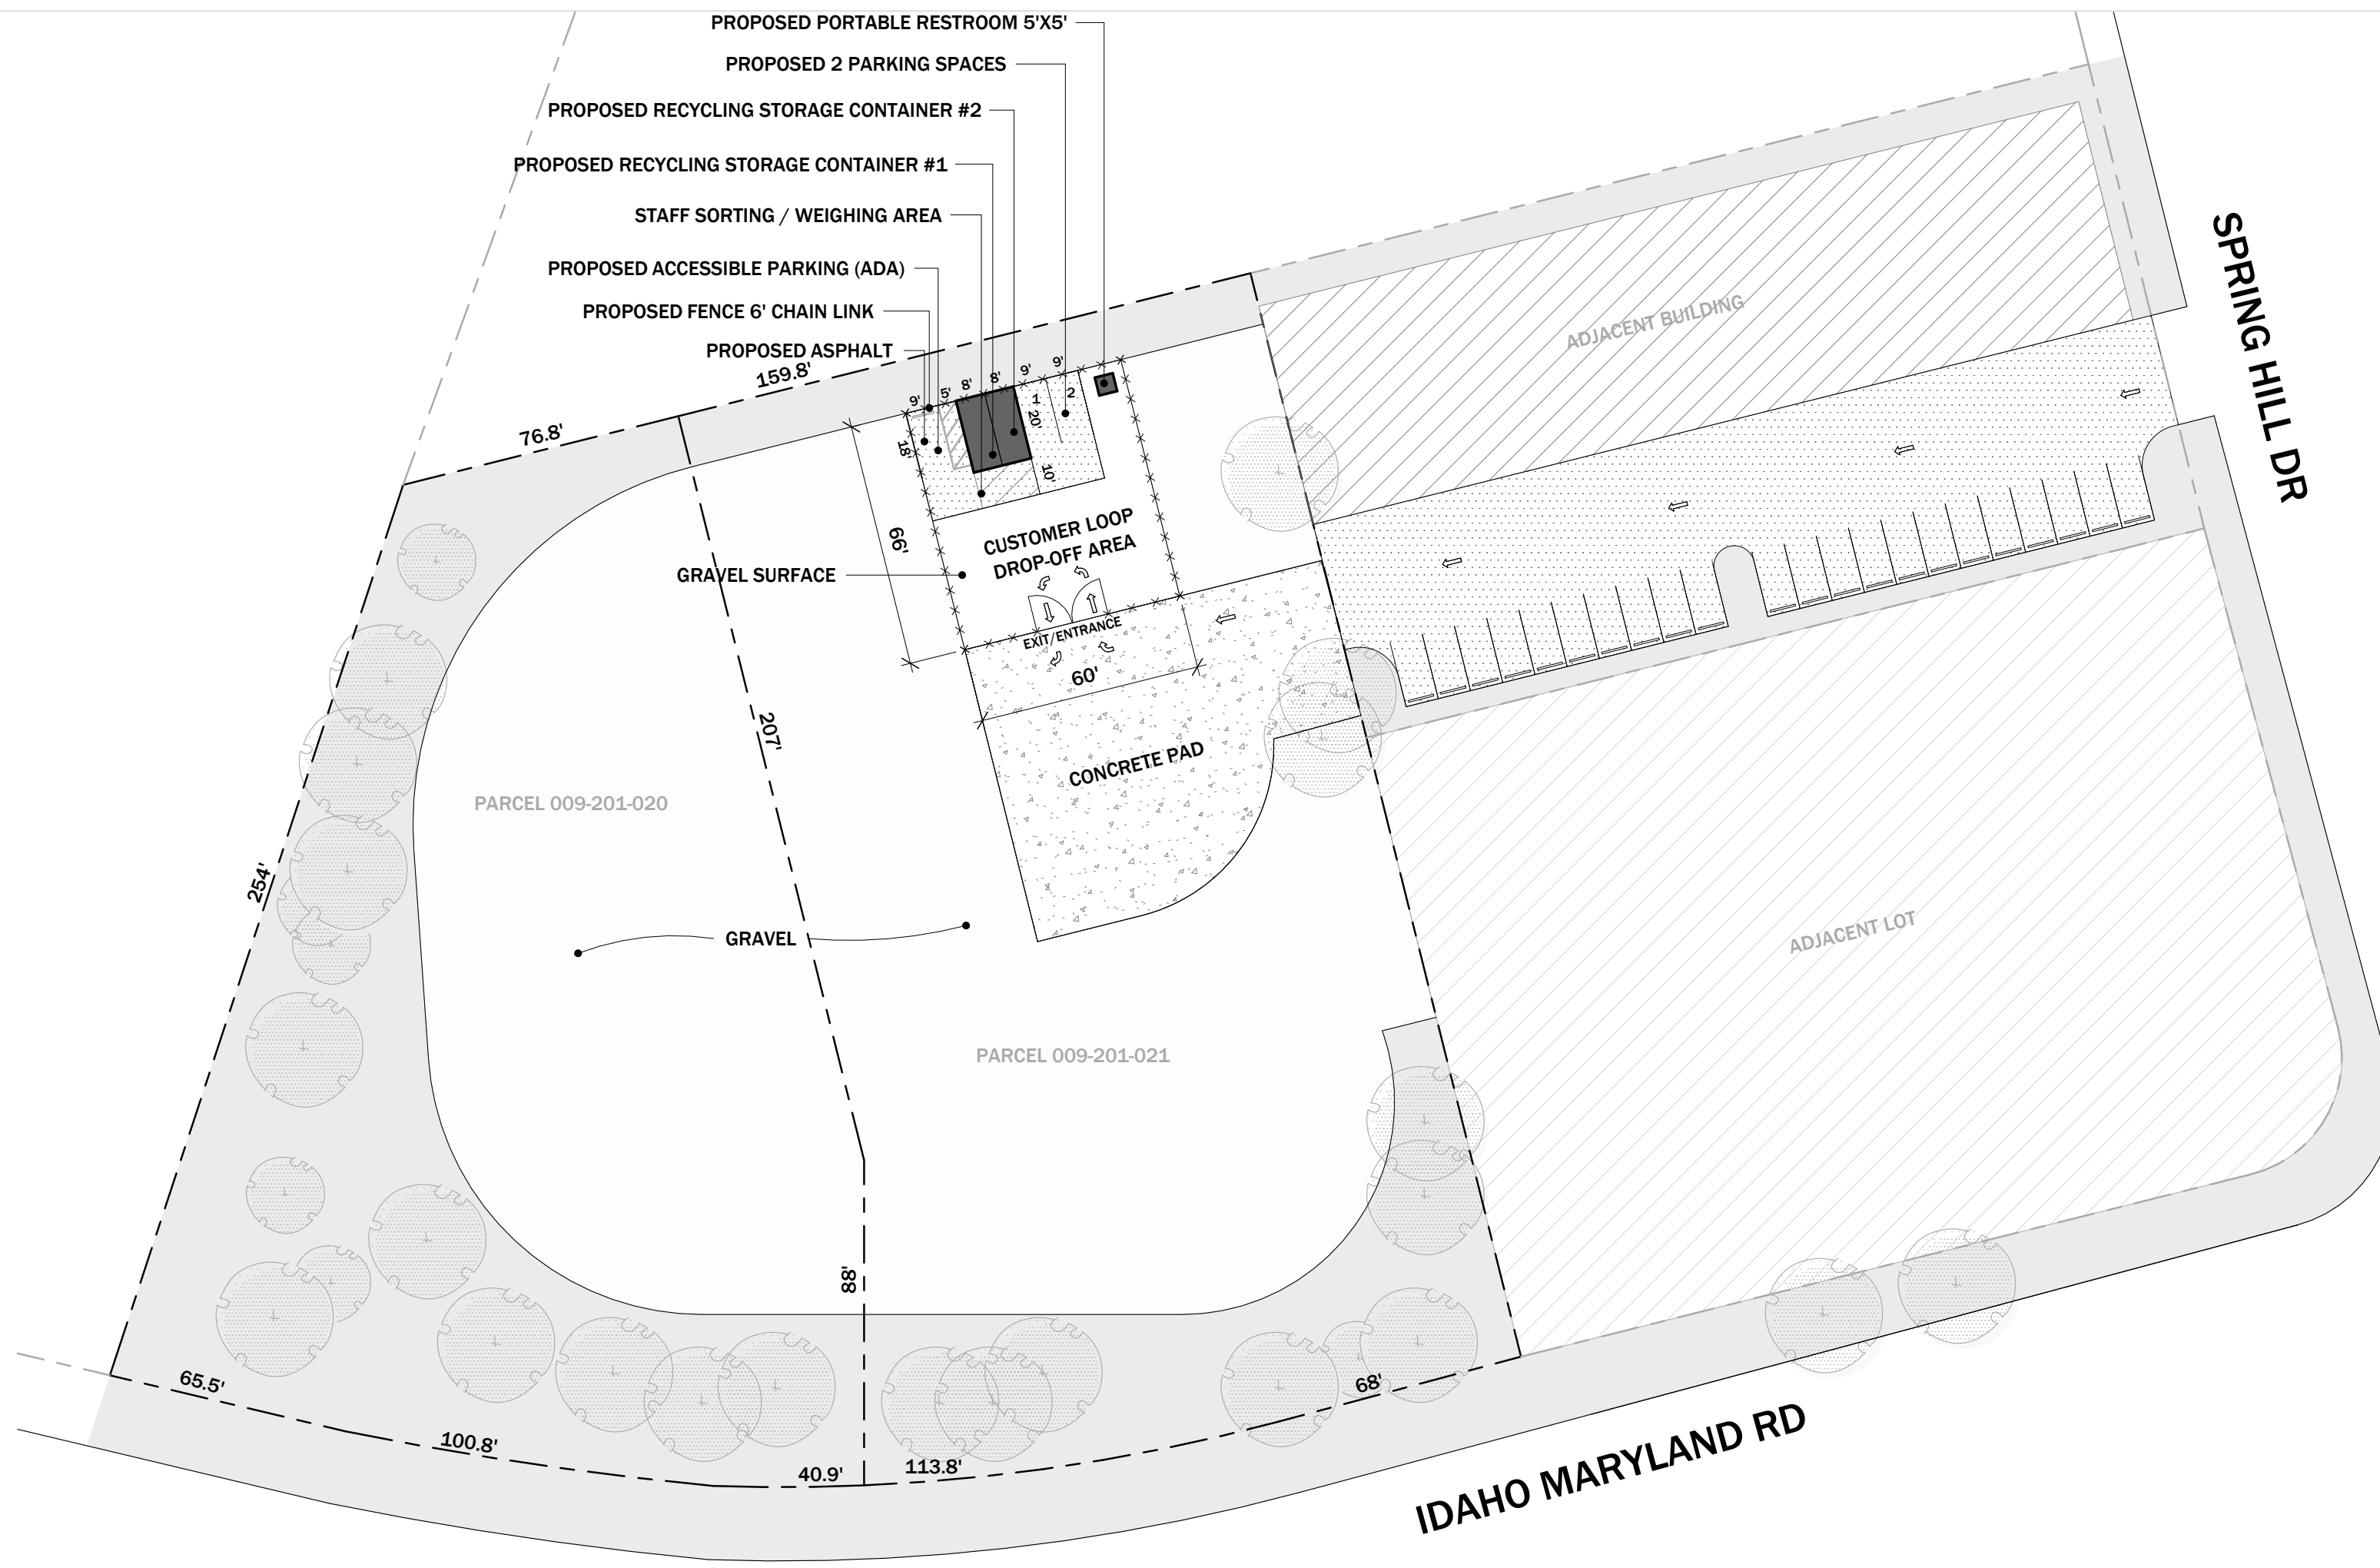 PROPOSED PORTABLE RESTROOM 5'X5'
PROPOSED 2 PARKING SPACES
PROPOSED RECYCLING STORAGE CONTAINER #2
PROPOSED RECYCLING STORAGE CONTAINER #1
STAFF SORTING / WEIGHING AREA
PROPOSED ACCESSIBLE PARKING (ADA)
PROPOSED FENCE 6' CHAIN LINK
PROPOSED ASPHALT
159.8'
76.8'
9'
5'
8'
8'
9'
9'
1
2
20'
18'
10'
66'
CUSTOMER LOOP
DROP-OFF AREA
GRAVEL SURFACE
EXIT/ENTRANCE
60'
CONCRETE PAD
ADJACENT BUILDING
SPRING HILL DR
207'
PARCEL 009-201-020
254'
GRAVEL
ADJACENT LOT
PARCEL 009-201-021
88'
65.5'
100.8'
40.9'
113.8'
68'
IDAHO MARYLAND RD